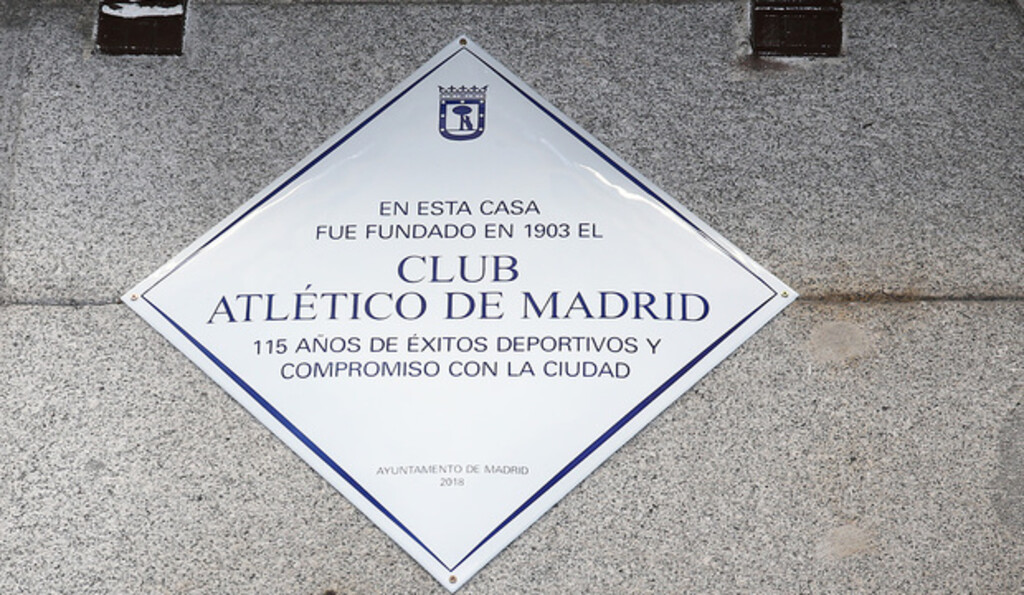 EN ESTA CASA
FUE FUNDADO EN 1903 EL
CLUB
ATLÉTICO DE MADRID
115 AÑOS DE ÉXITOS DEPORTIVOS Y
COMPROMISO CON LA CIUDAD
AYUNTAMIENTO DE MADRID
2018